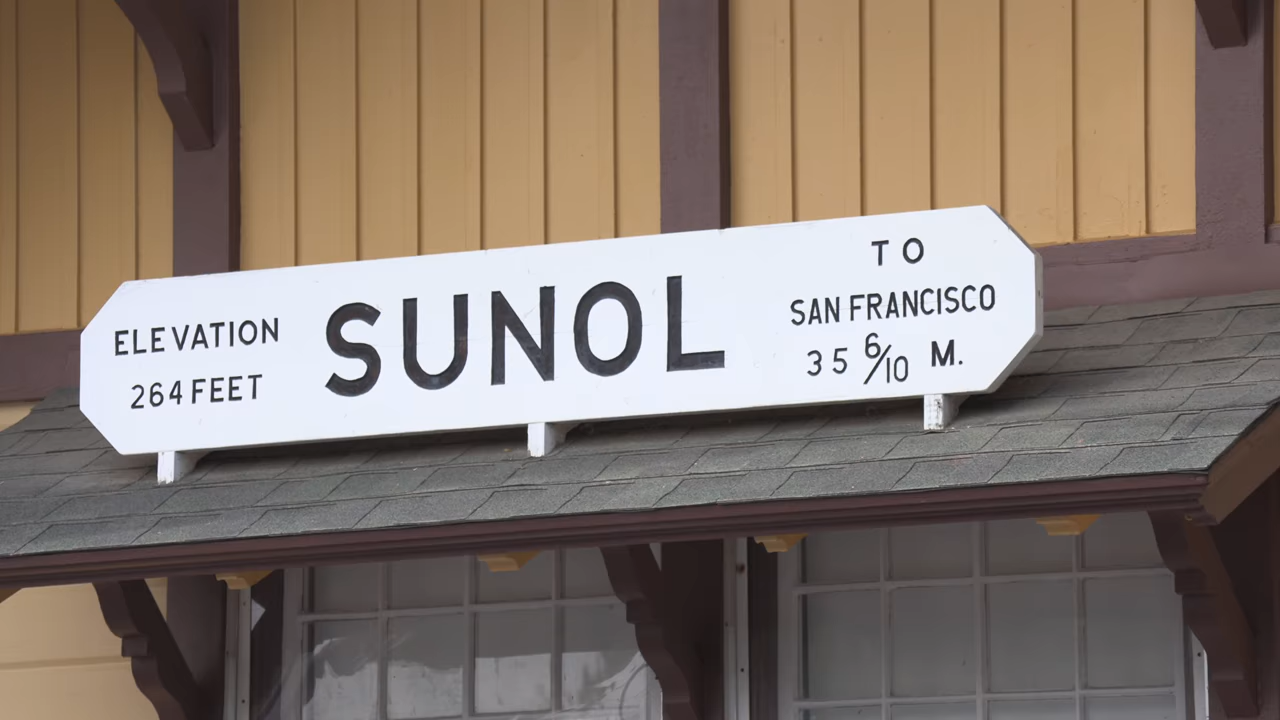 ELEVATION
264 FEET
SUNOL
TO
SAN FRANCISCO
35 6/10 M.